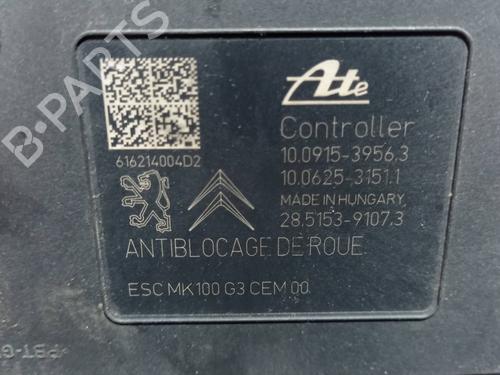 B-PARTS
Ate
616214004D2
Controller
10.0915-3956.3
10.0625-3151.1
MADE IN HUNGARY
28.5153-9107.3
ANTIBLOCAGE DE ROUE
ESC MK100 G3 CEM 00